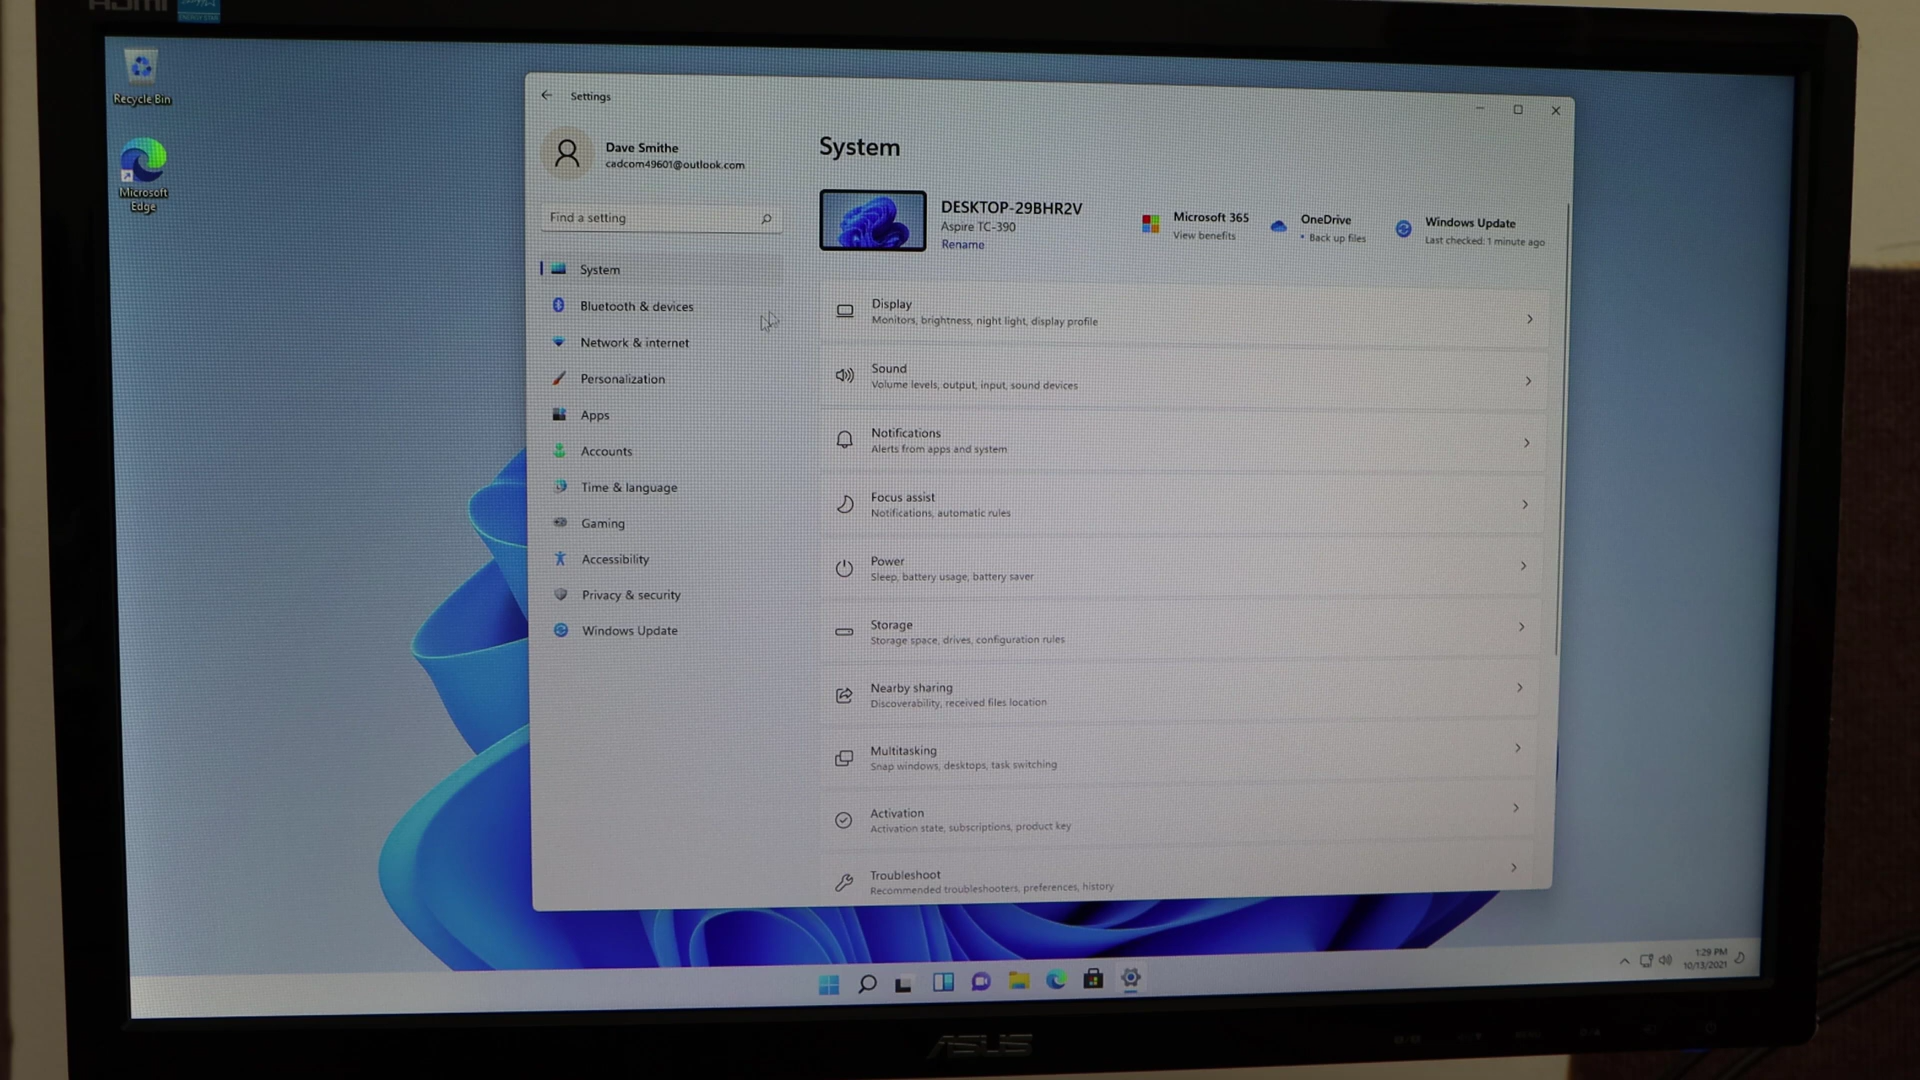 HDMI
ENERGY STAR
Recycle Bin
Microsoft
Edge
Settings
Dave Smithe
cadcom49601@outlook.com
Find a setting
System
Bluetooth & devices
Network & internet
Personalization
Apps
Accounts
Time & language
Gaming
Accessibility
Privacy & security
Windows Update
System
DESKTOP-29BHR2V
Aspire TC-390
Rename
Microsoft 365
View benefits
OneDrive
• Back up files
Windows Update
Last checked: 1 minute ago
Display
Monitors, brightness, night light, display profile
Sound
Volume levels, output, input, sound devices
Notifications
Alerts from apps and system
Focus assist
Notifications, automatic rules
Power
Sleep, battery usage, battery saver
Storage
Storage space, drives, configuration rules
Nearby sharing
Discoverability, received files location
Multitasking
Snap windows, desktops, task switching
Activation
Activation state, subscriptions, product key
Troubleshoot
Recommended troubleshooters, preferences, history
1:29 PM
10/13/2021
ASUS